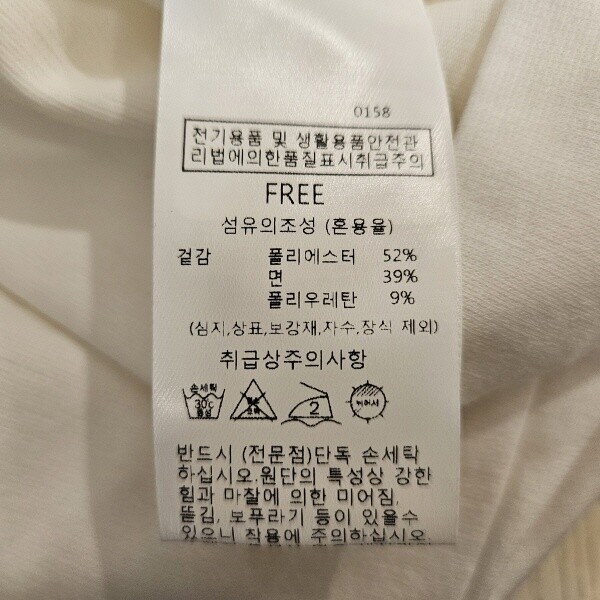 0158
전기용품 및 생활용품안전관
리법에의한품질표시취급주의
FREE
섬유의조성 (혼용율)
겉감 폴리에스터 52%
면 39%
폴리우레탄 9%
(심지,상표,보강재,자수,장식 제외)
취급상주의사항
손세탁
30℃
중성
2
뉘어서
반드시 (전문점)단독 손세탁
하십시오.원단의 특성상 강한
힘과 마찰에 의한 미어짐,
뜯김, 보푸라기 등이 있을수
있으니 착용에 주의하십시오.